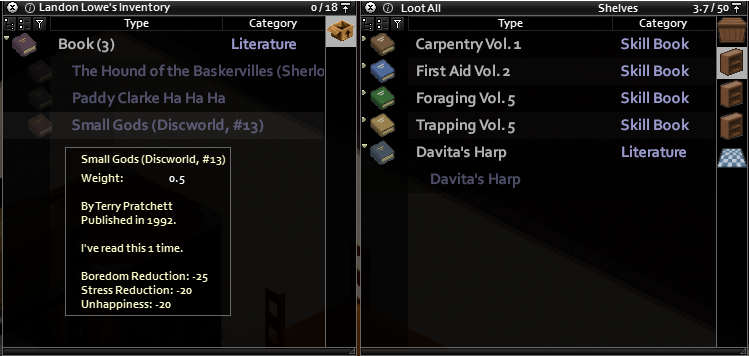 Landon Lowe's Inventory 0 / 18
Type Category
Book (3) Literature
The Hound of the Baskervilles (Sherlo
Paddy Clarke Ha Ha Ha
Small Gods (Discworld, #13)
Small Gods (Discworld, #13)
Weight: 0.5
By Terry Pratchett
Published in 1992.
I've read this 1 time.
Boredom Reduction: -25
Stress Reduction: -20
Unhappiness: -20
Loot All Shelves 3.7 / 50
Type Category
Carpentry Vol. 1 Skill Book
First Aid Vol. 2 Skill Book
Foraging Vol. 5 Skill Book
Trapping Vol. 5 Skill Book
Davita's Harp Literature
Davita's Harp